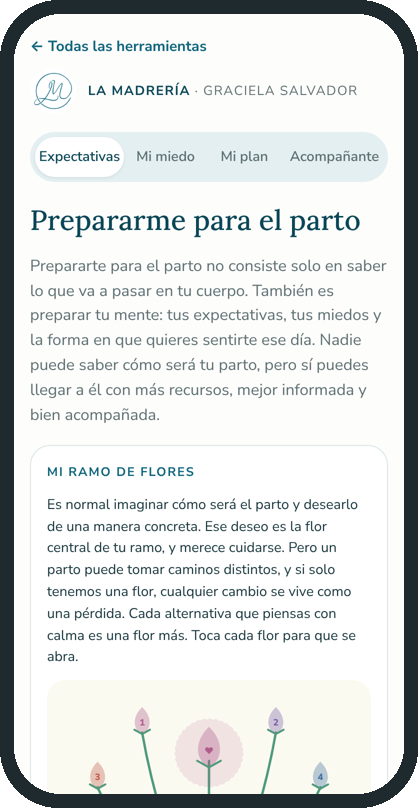 ← Todas las herramientas
LA MADRERÍA · GRACIELA SALVADOR
Expectativas Mi miedo Mi plan Acompañante
Prepararme para el parto
Prepararte para el parto no consiste solo en saber
lo que va a pasar en tu cuerpo. También es
preparar tu mente: tus expectativas, tus miedos y
la forma en que quieres sentirte ese día. Nadie
puede saber cómo será tu parto, pero sí puedes
llegar a él con más recursos, mejor informada y
bien acompañada.
MI RAMO DE FLORES
Es normal imaginar cómo será el parto y desearlo
de una manera concreta. Ese deseo es la flor
central de tu ramo, y merece cuidarse. Pero un
parto puede tomar caminos distintos, y si solo
tenemos una flor, cualquier cambio se vive como
una pérdida. Cada alternativa que piensas con
calma es una flor más. Toca cada flor para que se
abra.
1 2
3 4